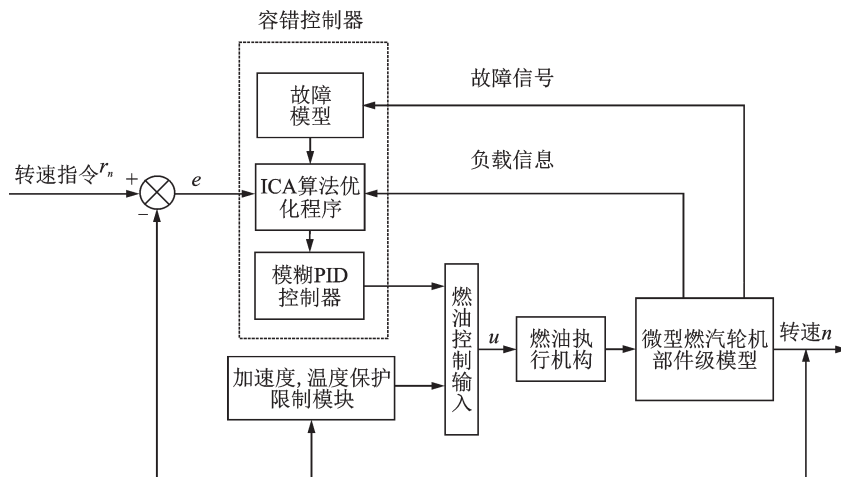 容错控制器
故障
模型
故障信号
转速指令rn
+
−
e
ICA算法优
化程序
负载信息
模糊PID
控制器
燃油控制输入
u
燃油执
行机构
微型燃汽轮机
部件级模型
转速n
加速度,温度保护
限制模块